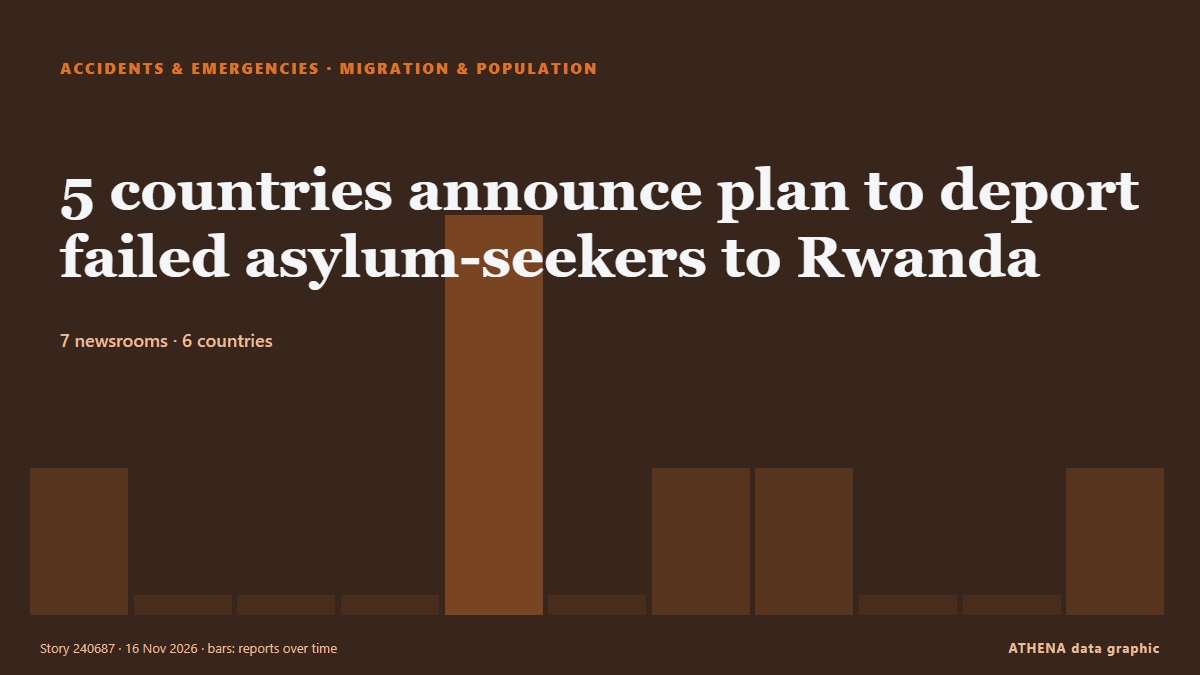 ACCIDENTS & EMERGENCIES · MIGRATION & POPULATION
5 countries announce plan to deport
failed asylum-seekers to Rwanda
7 newsrooms · 6 countries
Story 240687 · 16 Nov 2026 · bars: reports over time
ATHENA data graphic